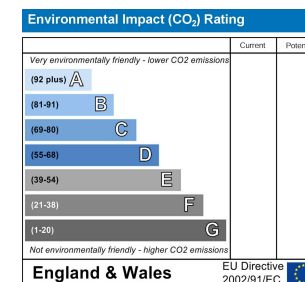 Environmental Impact (CO₂) Rating
Current
Very environmentally friendly - lower CO2 emissions
(92 plus) A
(81-91) B
(69-80) C
(55-68) D
(39-54) E
(21-38) F
(1-20) G
Not environmentally friendly - higher CO2 emissions
England & Wales
EU Directive
2002/91/EC